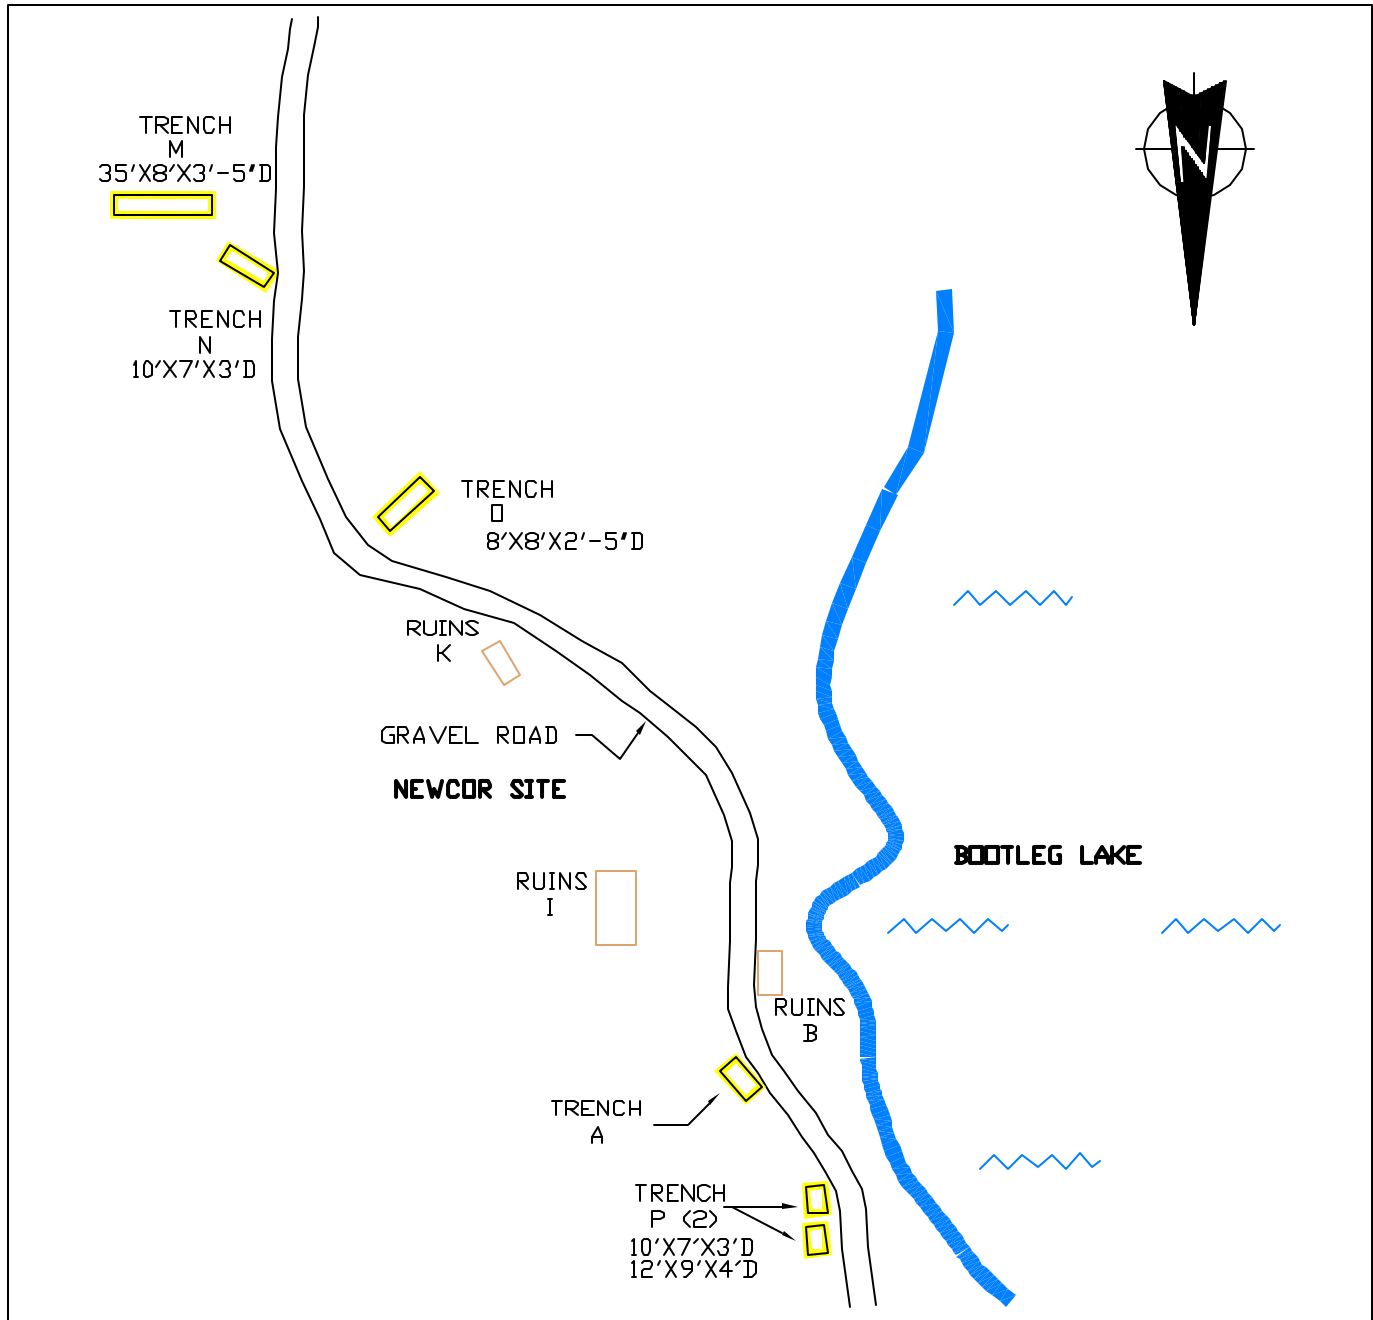 TRENCH
M
35'X8'X3'-5"D
N
TRENCH
N
10'X7'X3'D
TRENCH
O
8'X8'X2'-5"D
RUINS
K
GRAVEL ROAD
NEWCOR SITE
BOOTLEG LAKE
RUINS
I
RUINS
B
TRENCH
A
TRENCH
P (2)
10'X7'X3'D
12'X9'X4'D